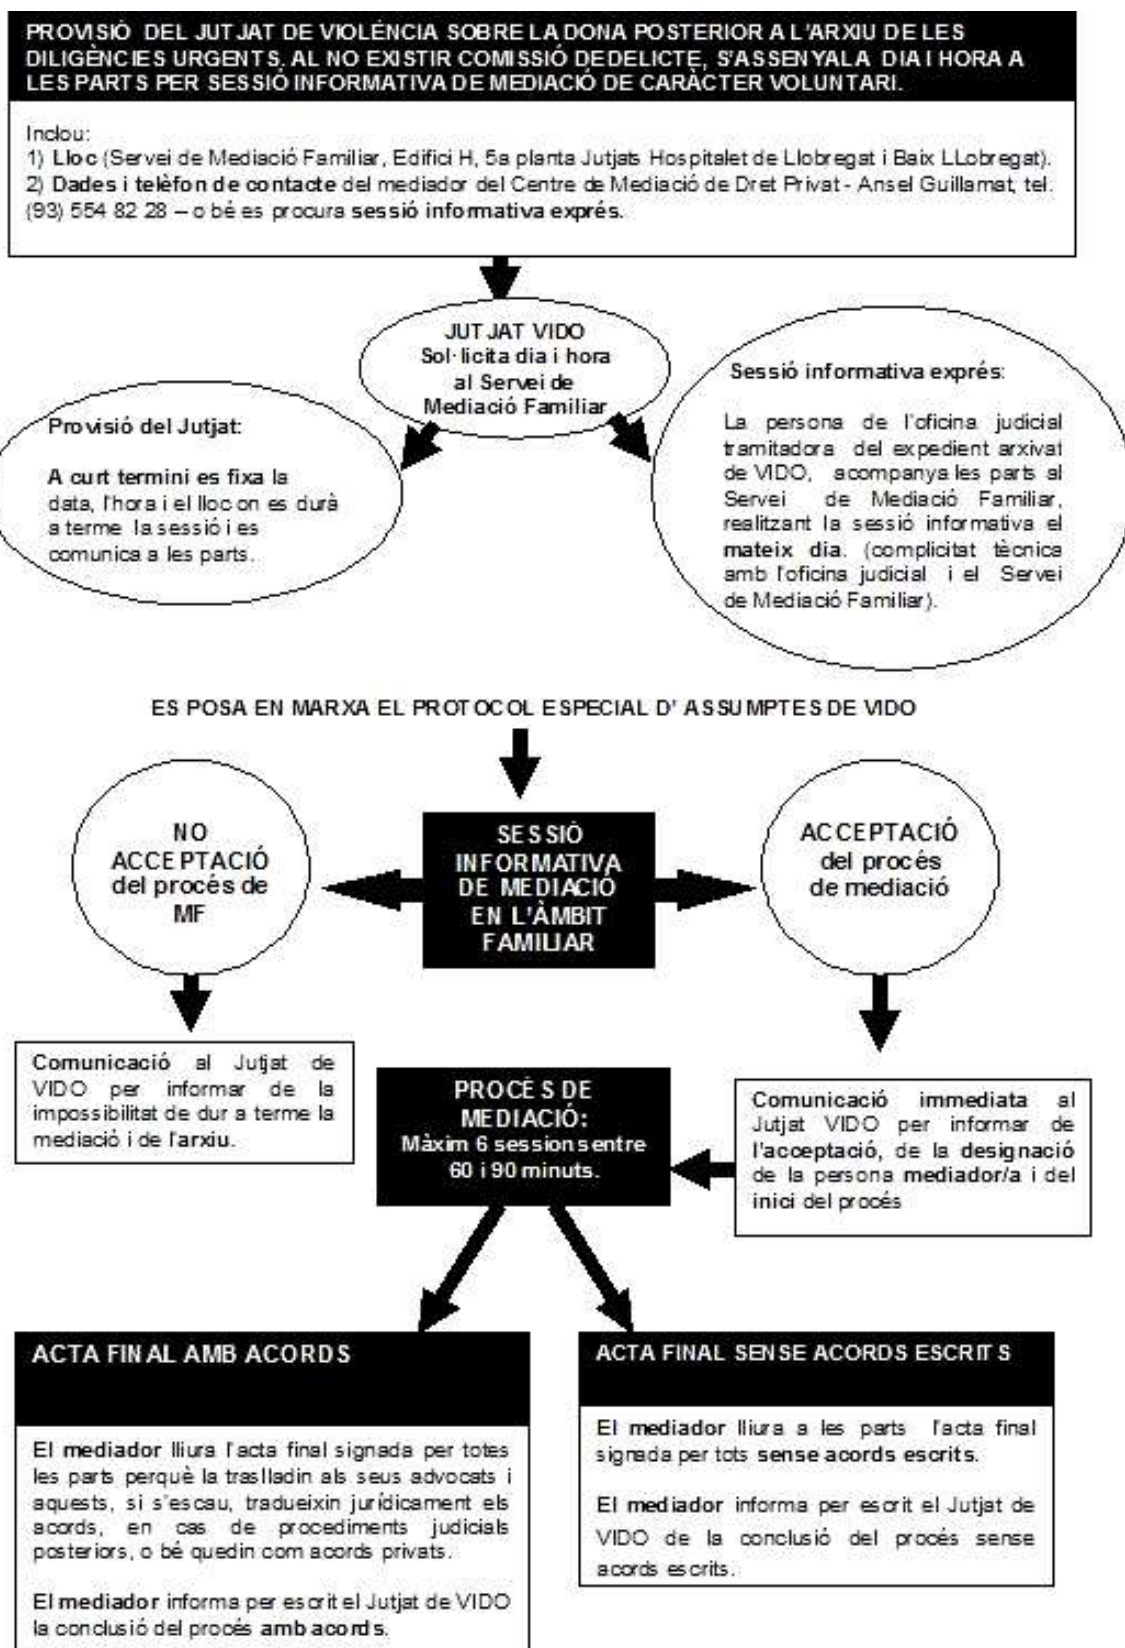 PROVISIÓ DEL JUTJAT DE VIOLÈNCIA SOBRE LA DONA POSTERIOR A L'ARXIU DE LES
DILIGÈNCIES URGENTS, AL NO EXISTIR COMISSIÓ DE DELICTE, S'ASSENYALA DIA I HORA A
LES PARTS PER SESSIÓ INFORMATIVA DE MEDIACIÓ DE CARÀCTER VOLUNTARI.
Inclou:
1) Lloc (Servei de Mediació Familiar, Edifici H, 5a planta Jutjats Hospitalet de Llobregat i Baix LLobregat).
2) Dades i telèfon de contacte del mediador del Centre de Mediació de Dret Privat - Ansel Guillamat, tel.
(93) 554 82 28 – o bé es procura sessió informativa exprés.
JUTJAT VIDO
Sol·licita dia i hora
al Servei de
Mediació Familiar
Provisió del Jutjat:
A curt termini es fixa la
data, l'hora i el lloc on es durà
a terme la sessió i es
comunica a les parts.
Sessió informativa exprés:
La persona de l'oficina judicial
tramitadora del expedient arxivat
de VIDO, acompanya les parts al
Servei de Mediació Familiar,
realitzant la sessió informativa el
mateix dia. (complicitat tècnica
amb l'oficina judicial i el Servei
de Mediació Familiar).
ES POSA EN MARXA EL PROTOCOL ESPECIAL D' ASSUMPTES DE VIDO
NO
ACCEPTACIÓ
del procés de
MF
SESSIÓ
INFORMATIVA
DE MEDIACIÓ
EN L'ÀMBIT
FAMILIAR
ACCEPTACIÓ
del procés
de mediació
Comunicació al Jutjat de
VIDO per informar de la
impossibilitat de dur a terme la
mediació i de l'arxiu.
PROCÉS DE
MEDIACIÓ:
Màxim 6 sessions entre
60 i 90 minuts.
Comunicació immediata al
Jutjat VIDO per informar de
l'acceptació, de la designació
de la persona mediador/a i del
inici del procés
ACTA FINAL AMB ACORDS
El mediador lliura l'acta final signada per totes
les parts perquè la traslladin als seus advocats i
aquests, si s'escau, tradueixin jurídicament els
acords, en cas de procediments judicials
posteriors, o bé quedin com acords privats.
El mediador informa per escrit el Jutjat de VIDO
la conclusió del procés amb acords.
ACTA FINAL SENSE ACORDS ESCRITS
El mediador lliura a les parts l'acta final
signada per tots sense acords escrits.
El mediador informa per escrit el Jutjat de
VIDO de la conclusió del procés sense
acords escrits.